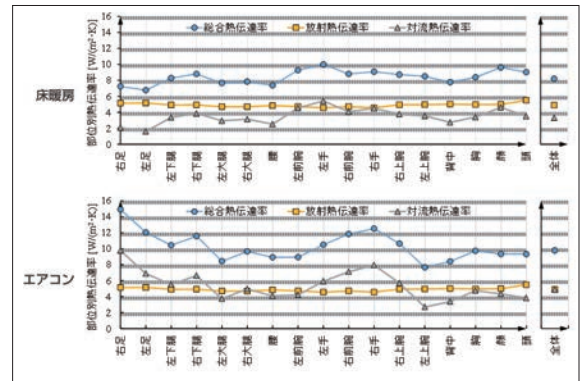 床暖房
部位別熱伝達率 [W/(m²·K)]
16
14
12
10
8
6
4
2
0
総合熱伝達率 放射熱伝達率 対流熱伝達率
右足 左足 左下腿 右下腿 左大腿 右大腿 腰 左前腕 左手 右前腕 右手 右上腕 左上腕 背中 胸 顔 頭 全体
エアコン
部位別熱伝達率 [W/(m²·K)]
16
14
12
10
8
6
4
2
0
総合熱伝達率 放射熱伝達率 対流熱伝達率
右足 左足 左下腿 右下腿 左大腿 右大腿 腰 左前腕 左手 右前腕 右手 右上腕 左上腕 背中 胸 顔 頭 全体